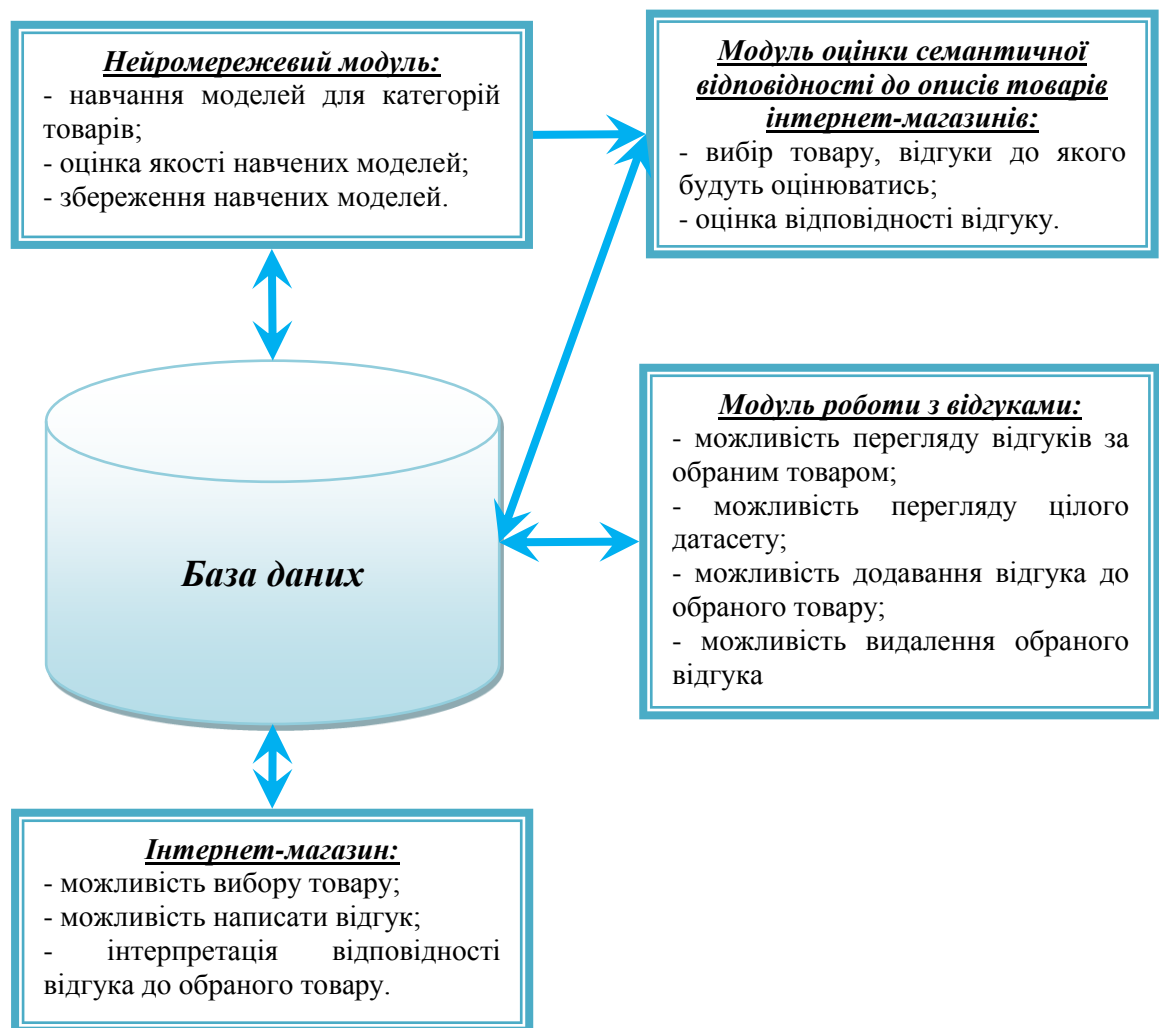 Нейромережевий модуль:
- навчання моделей для категорій
товарів;
- оцінка якості навчених моделей;
- збереження навчених моделей.
Модуль оцінки семантичної
відповідності до описів товарів
інтернет-магазинів:
- вибір товару, відгуки до якого
будуть оцінюватись;
- оцінка відповідності відгуку.
База даних
Модуль роботи з відгуками:
- можливість перегляду відгуків за
обраним товаром;
- можливість перегляду цілого
датасету;
- можливість додавання відгука до
обраного товару;
- можливість видалення обраного
відгука
Інтернет-магазин:
- можливість вибору товару;
- можливість написати відгук;
- інтерпретація відповідності
відгука до обраного товару.